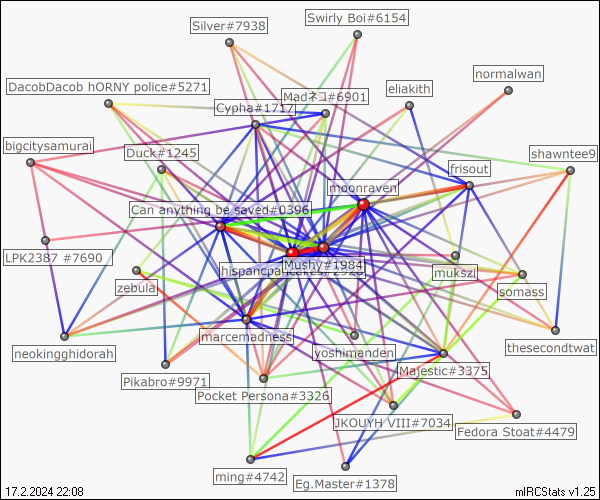 Swirly Boi#6154
Silver#7938
normalwan
DacobDacob hORNY police#5271
eliakith
Madネコ#6901
Cypha#1717
bigcitysamurai
Duck#1245
shawntee9
frisout
moonraven
Can anything be saved#0396
LPK2387 #7690
Mushy#1984
mukszi
zebula
somass
marcemadness
neokingghidorah
yoshimanden
thesecondtwat
Majestic#3375
Pikabro#9971
Pocket Persona#3326
JKOUYH VIII#7034
Fedora Stoat#4479
ming#4742
Eg.Master#1378
17.2.2024 22:08
mIRCStats v1.25